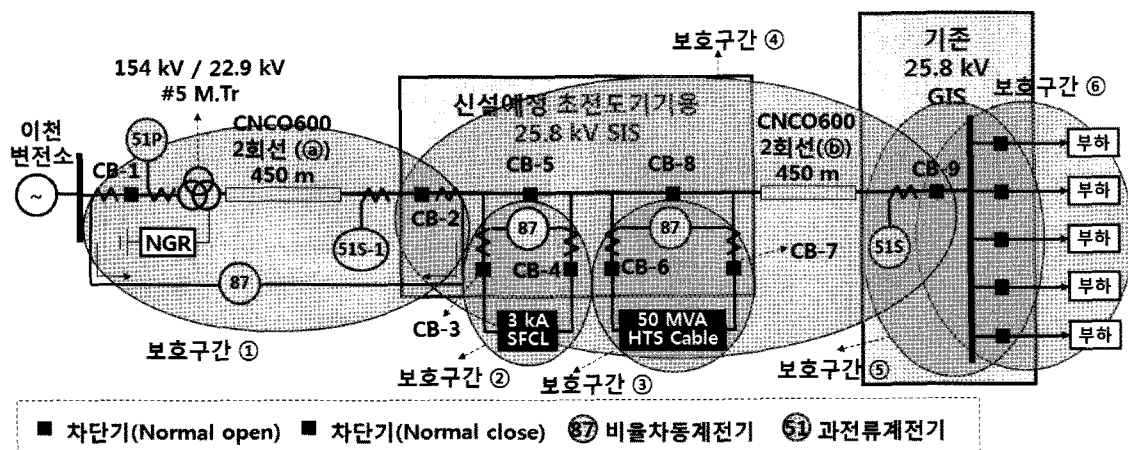 154 kV / 22.9 kV
#5 M.Tr
보호구간 ④
기존
25.8 kV
GIS
보호구간 ⑥
신설예정 초전도기기용
25.8 kV SIS
이천
변전소
51P
CNCO600
2회선(ⓐ)
450 m
CNCO600
2회선(ⓑ)
450 m
CB-1
CB-5
CB-8
CB-9
CB-2
~
NGR
51S-1
87
87
87
51S
CB-4
CB-6
CB-7
CB-3
3 kA
SFCL
50 MVA
HTS Cable
부하
부하
부하
부하
부하
보호구간 ①
보호구간 ②
보호구간 ③
보호구간 ⑤
차단기(Normal open)
차단기(Normal close)
87 비율차동계전기
51 과전류계전기